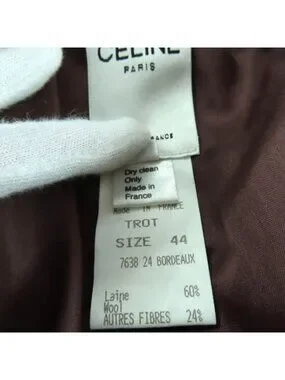 CELINE
PARIS
Dry clean
Only
Made in
France
Made IN FRANCE
TROT
SIZE 44
7638 24 BORDEAUX
Laine 60%
Wool
AUTRES FIBRES 24%